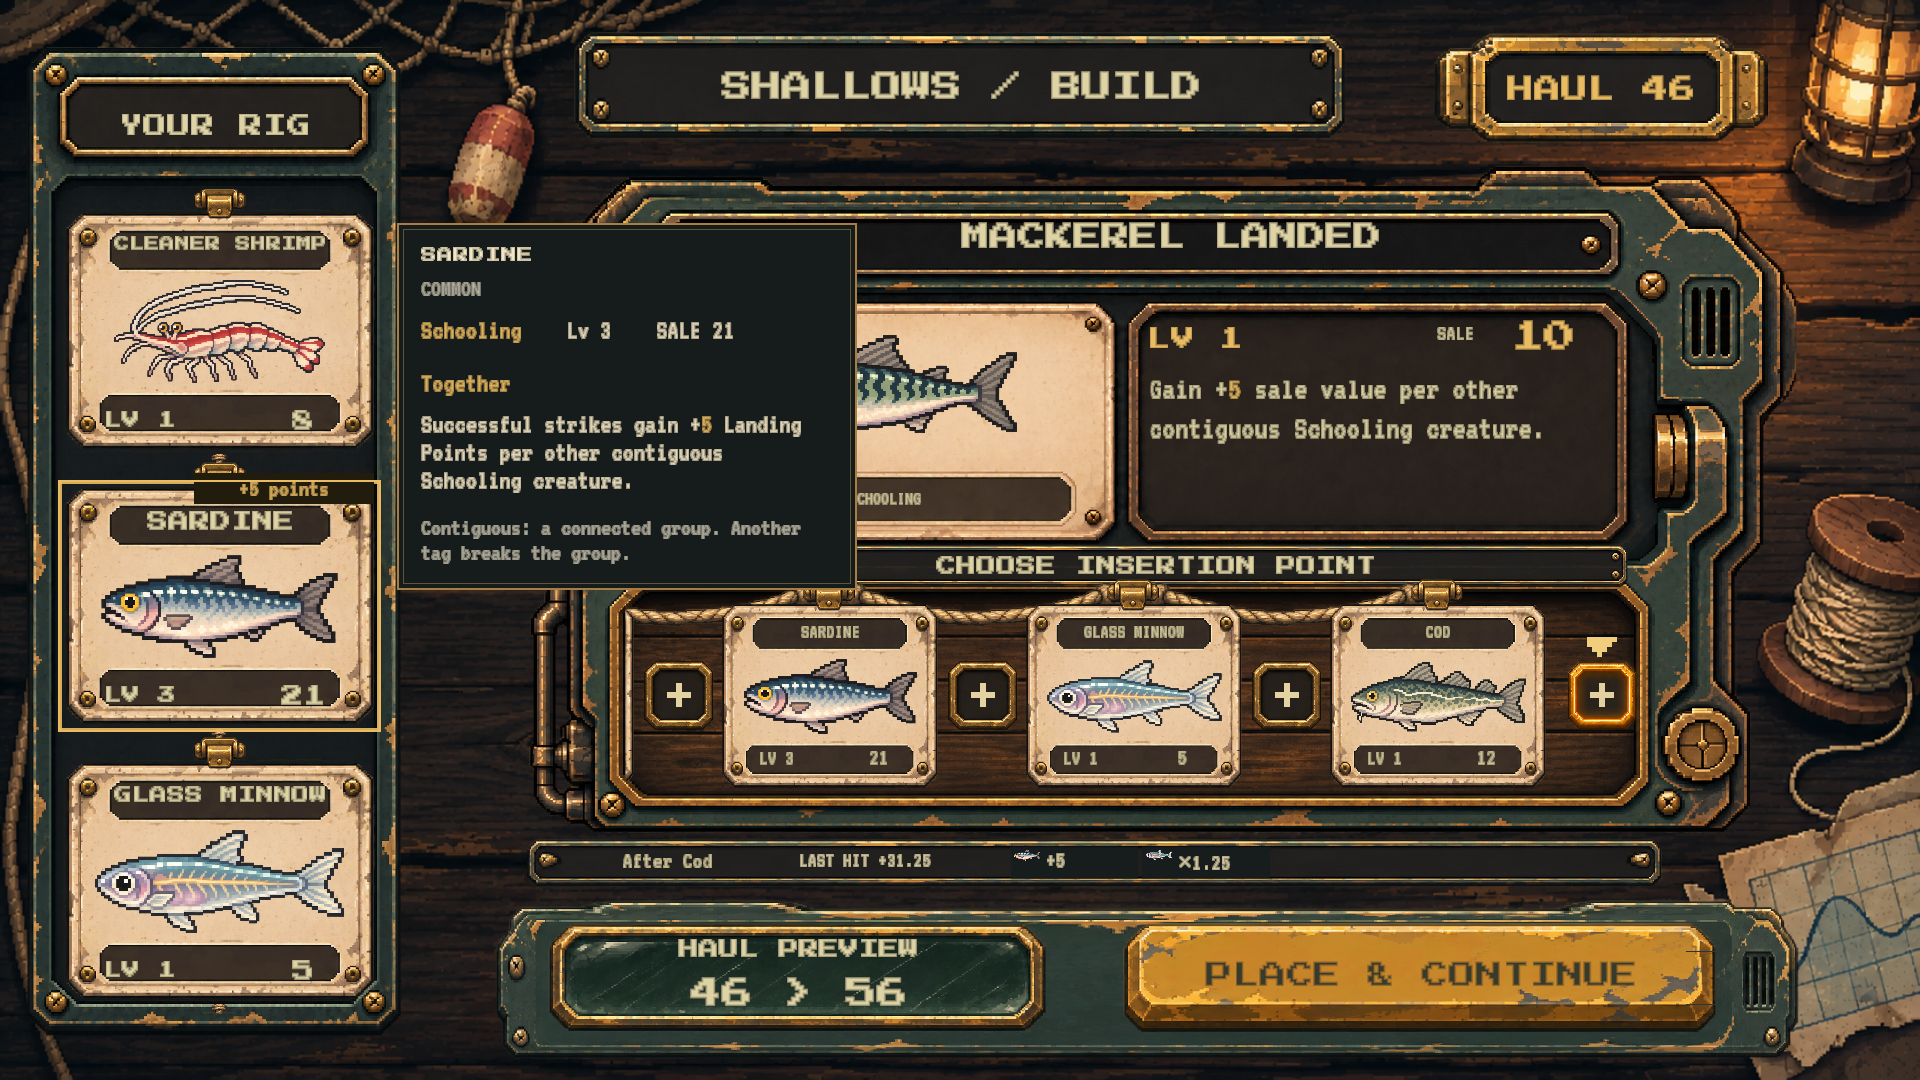 SHALLOWS / BUILD
HAUL 46
YOUR RIG
CLEANER SHRIMP
LV 1 8
+5 points
SARDINE
LV 3 21
GLASS MINNOW
LV 1 5
SARDINE
COMMON
Schooling Lv 3 SALE 21
Together
Successful strikes gain +5 Landing
Points per other contiguous
Schooling creature.
Contiguous: a connected group. Another
tag breaks the group.
MACKEREL LANDED
CHOOLING
LV 1 SALE 10
Gain +5 sale value per other
contiguous Schooling creature.
CHOOSE INSERTION POINT
+ SARDINE + GLASS MINNOW + COD +
LV 3 21 LV 1 5 LV 1 12
After Cod LAST HIT +31.25 +5 ×1.25
HAUL PREVIEW
46 > 56
PLACE & CONTINUE